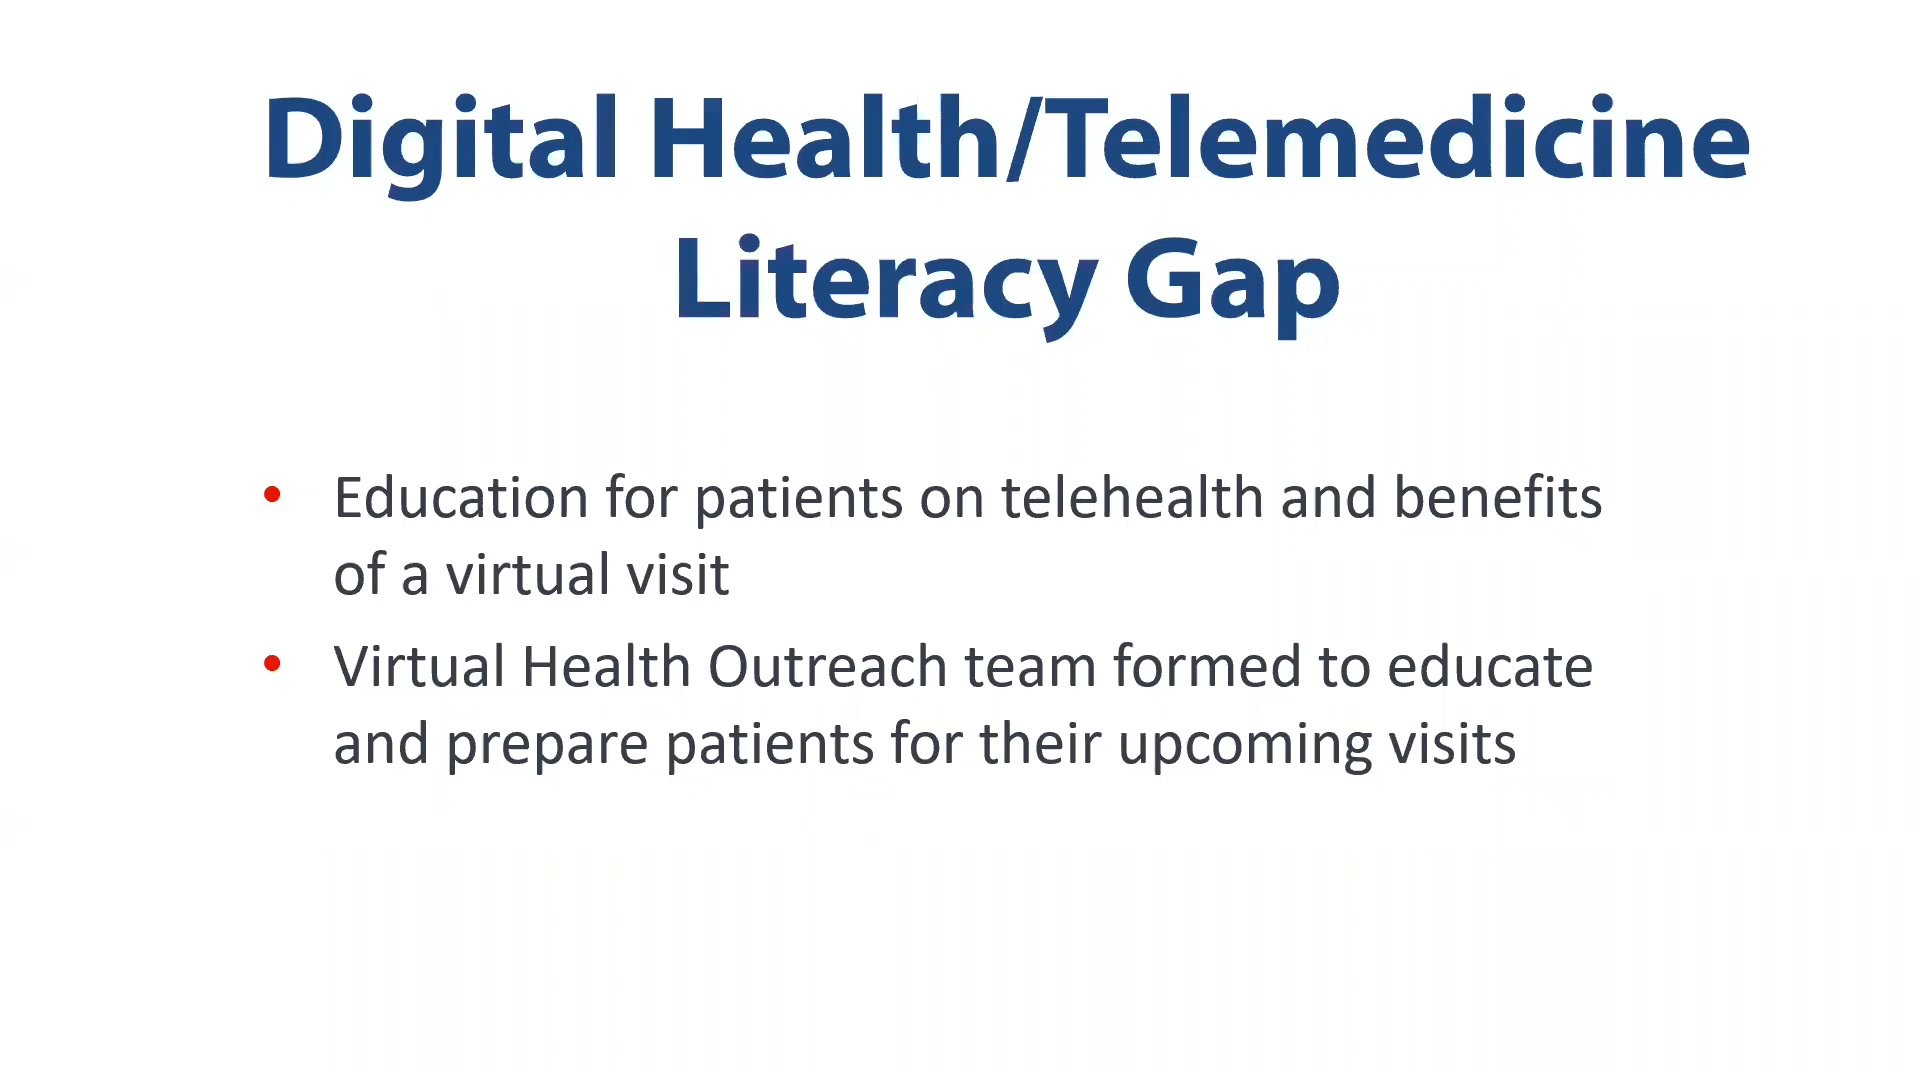 Digital Health/Telemedicine
Literacy Gap
• Education for patients on telehealth and benefits
of a virtual visit
• Virtual Health Outreach team formed to educate
and prepare patients for their upcoming visits